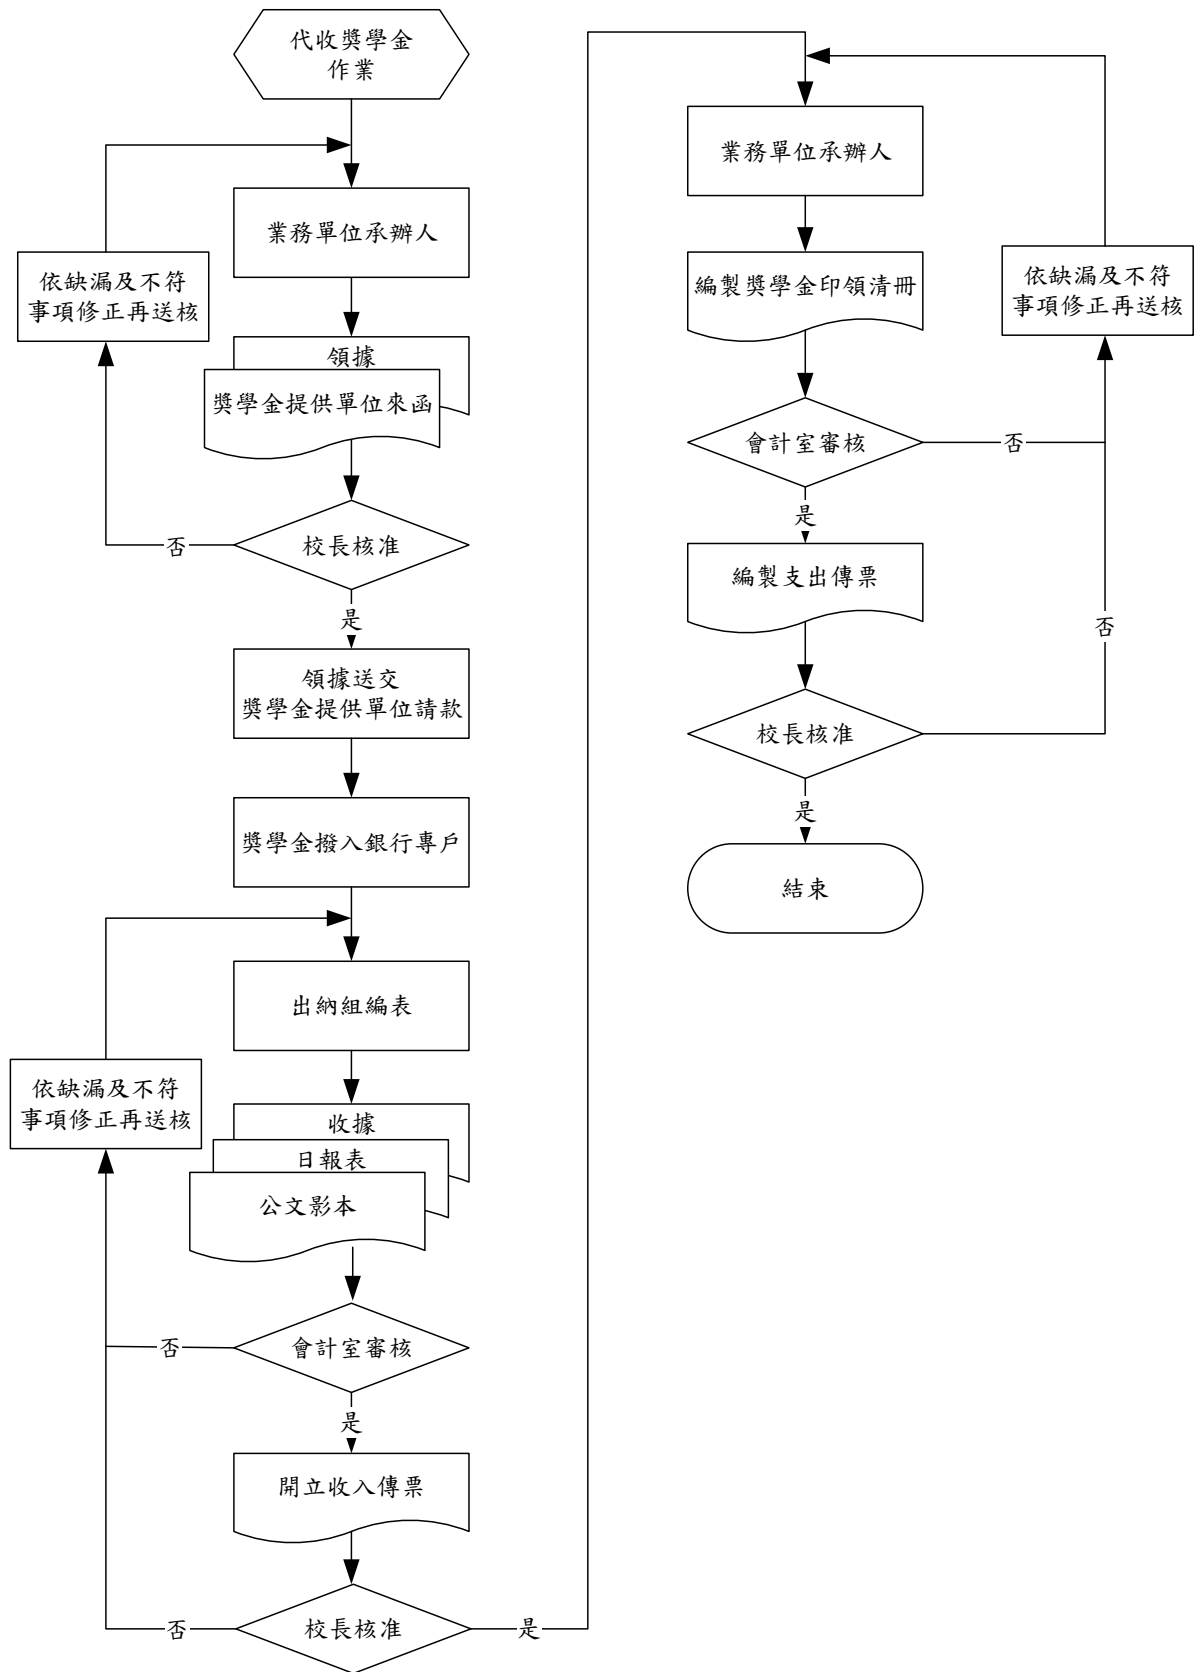 代收獎學金
作業
業務單位承辦人
依缺漏及不符
事項修正再送核
領據
獎學金提供單位來函
否
校長核准
是
領據送交
獎學金提供單位請款
獎學金撥入銀行專戶
出納組編表
依缺漏及不符
事項修正再送核
收據
日報表
公文影本
否
會計室審核
是
開立收入傳票
否
校長核准
是
業務單位承辦人
編製獎學金印領清冊
依缺漏及不符
事項修正再送核
會計室審核
否
是
編製支出傳票
否
校長核准
是
結束